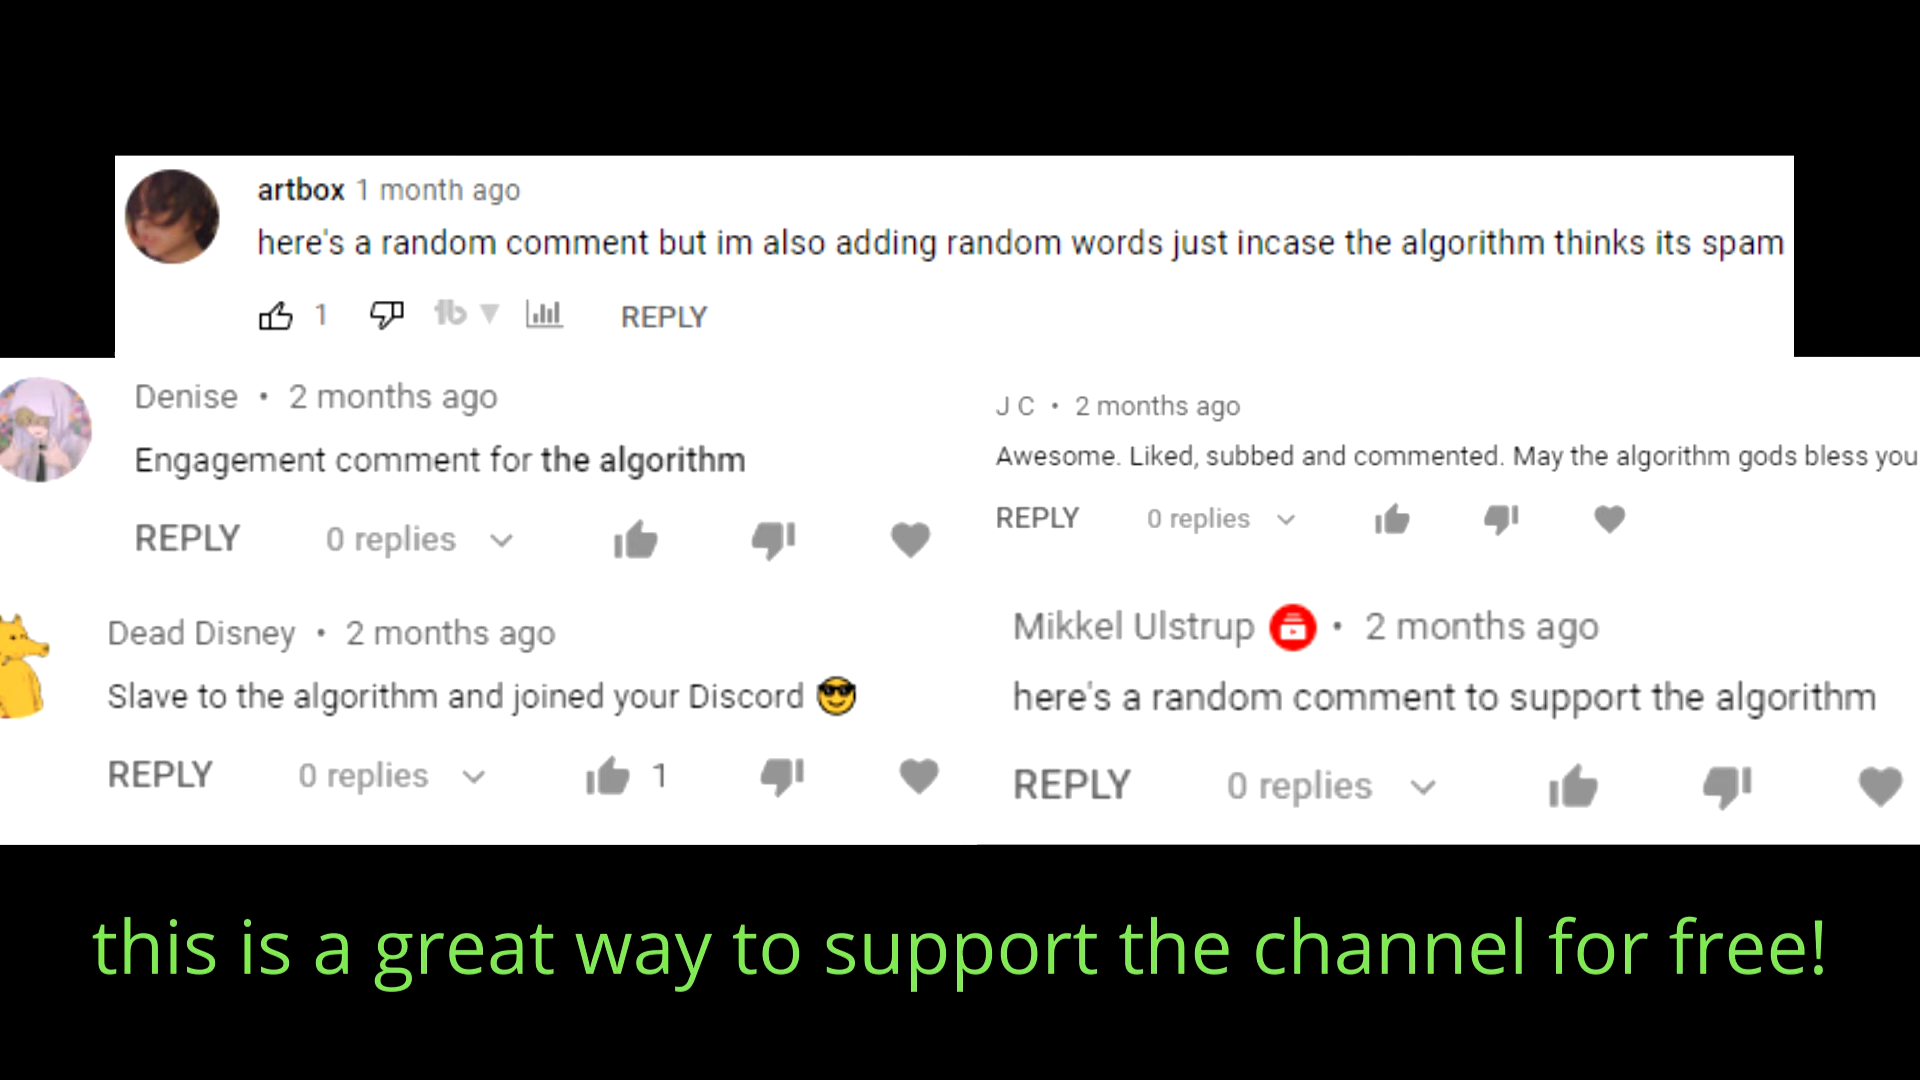 artbox 1 month ago
here's a random comment but im also adding random words just incase the algorithm thinks its spam
1 tb REPLY
Denise • 2 months ago
Engagement comment for the algorithm
REPLY 0 replies
J C • 2 months ago
Awesome. Liked, subbed and commented. May the algorithm gods bless you
REPLY 0 replies
Dead Disney • 2 months ago
Slave to the algorithm and joined your Discord 😎
REPLY 0 replies 1
Mikkel Ulstrup • 2 months ago
here's a random comment to support the algorithm
REPLY 0 replies
this is a great way to support the channel for free!